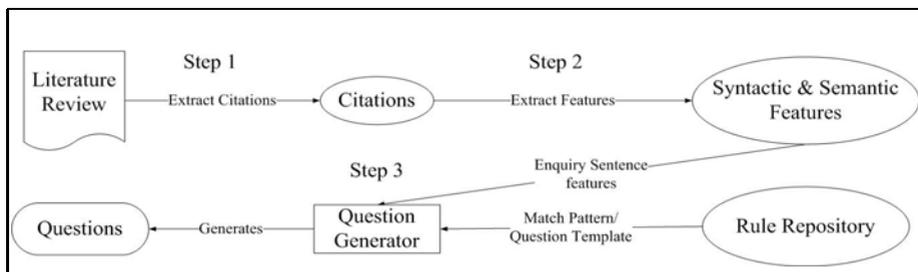 Step 1
Step 2
Literature
Review
Extract Citations
Citations
Extract Features
Syntactic & Semantic
Features
Step 3
Enquiry Sentence
features
Questions
Generates
Question
Generator
Match Pattern/
Question Template
Rule Repository